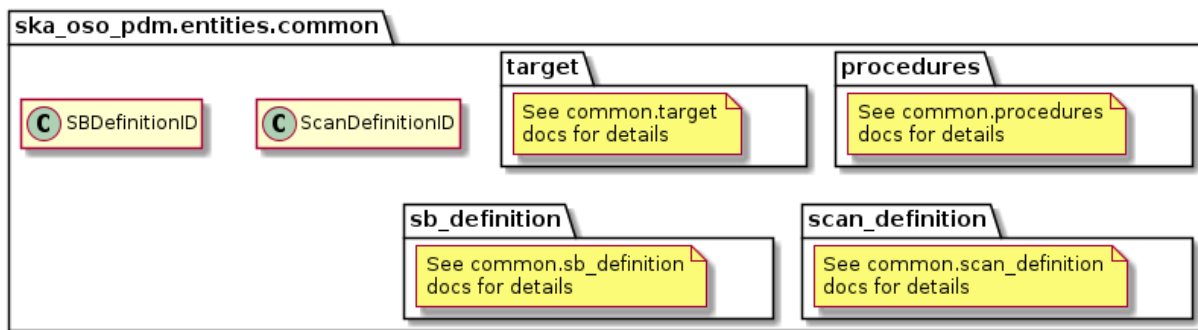 ska_oso_pdm.entities.common
target
procedures
C SBDefinitionID
C ScanDefinitionID
See common.target
docs for details
See common.procedures
docs for details
sb_definition
scan_definition
See common.sb_definition
docs for details
See common.scan_definition
docs for details